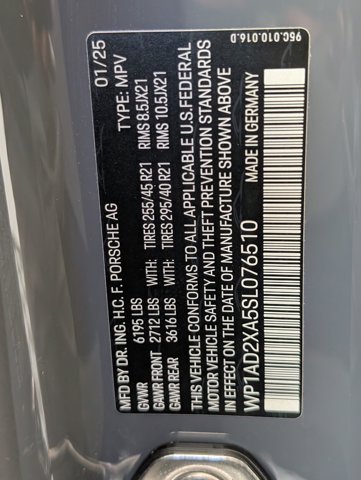 95C.010.016.D
MFD BY DR. ING. H.C. F. PORSCHE AG 01/25
GVWR 6195 LBS TYPE: MPV
GAWR FRONT 2712 LBS WITH: TIRES 255/45 R21 RIMS 8.5JX21
GAWR REAR 3616 LBS WITH: TIRES 295/40 R21 RIMS 10.5JX21
THIS VEHICLE CONFORMS TO ALL APPLICABLE U.S. FEDERAL
MOTOR VEHICLE SAFETY AND THEFT PREVENTION STANDARDS
IN EFFECT ON THE DATE OF MANUFACTURE SHOWN ABOVE
WP1AD2XA5SL076510 MADE IN GERMANY